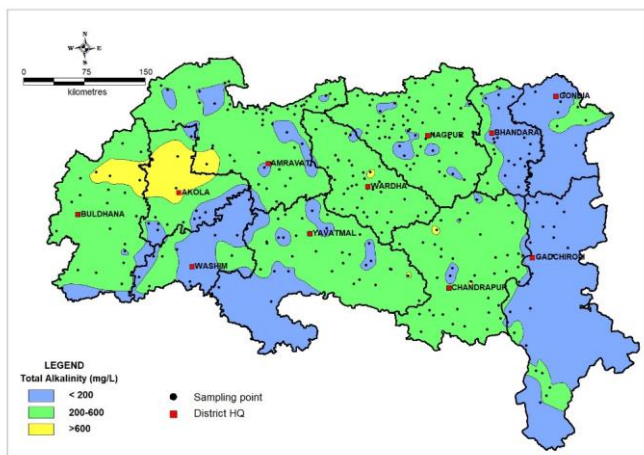 N
W E
S
0 75 150
kilometres
GONDIA
BHANDARA
NAGPUR
AMRAVATI
WARDHA
AKOLA
BULDHANA
YAVATMAL
WASHIM
GADCHIROLI
CHANDRAPUR
LEGEND
Total Alkalinity (mg/L)
< 200
200-600
>600
Sampling point
District HQ